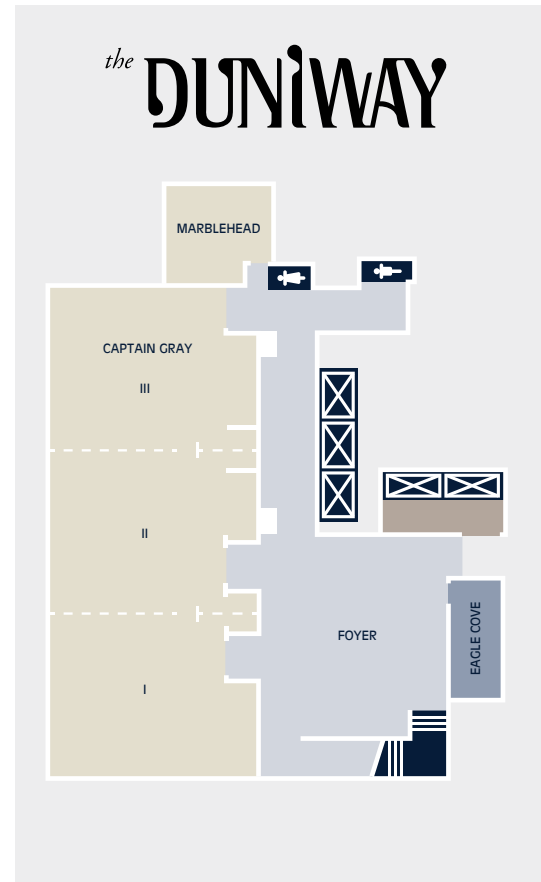 the
DUNIWAY
MARBLEHEAD
CAPTAIN GRAY
III
II
FOYER
EAGLE COVE
I